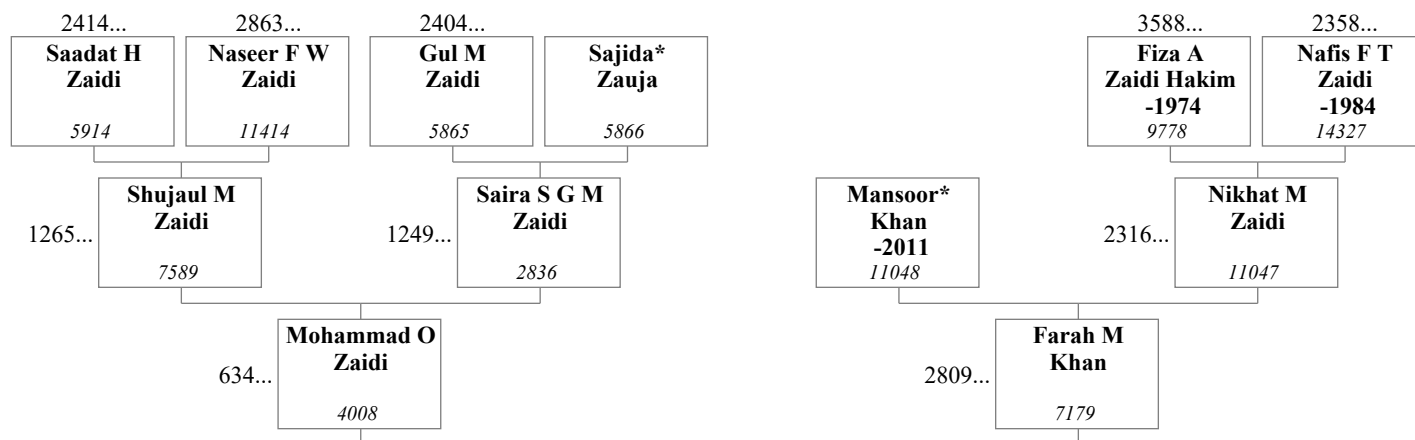 2414...
2863...
2404...
3588...
2358...
Saadat H
Zaidi
5914
Naseer F W
Zaidi
11414
Gul M
Zaidi
5865
Sajida*
Zauja
5866
Fiza A
Zaidi Hakim
-1974
9778
Nafis F T
Zaidi
-1984
14327
1265...
Shujaul M
Zaidi
7589
1249...
Saira S G M
Zaidi
2836
Mansoor*
Khan
-2011
11048
2316...
Nikhat M
Zaidi
11047
634...
Mohammad O
Zaidi
4008
2809...
Farah M
Khan
7179